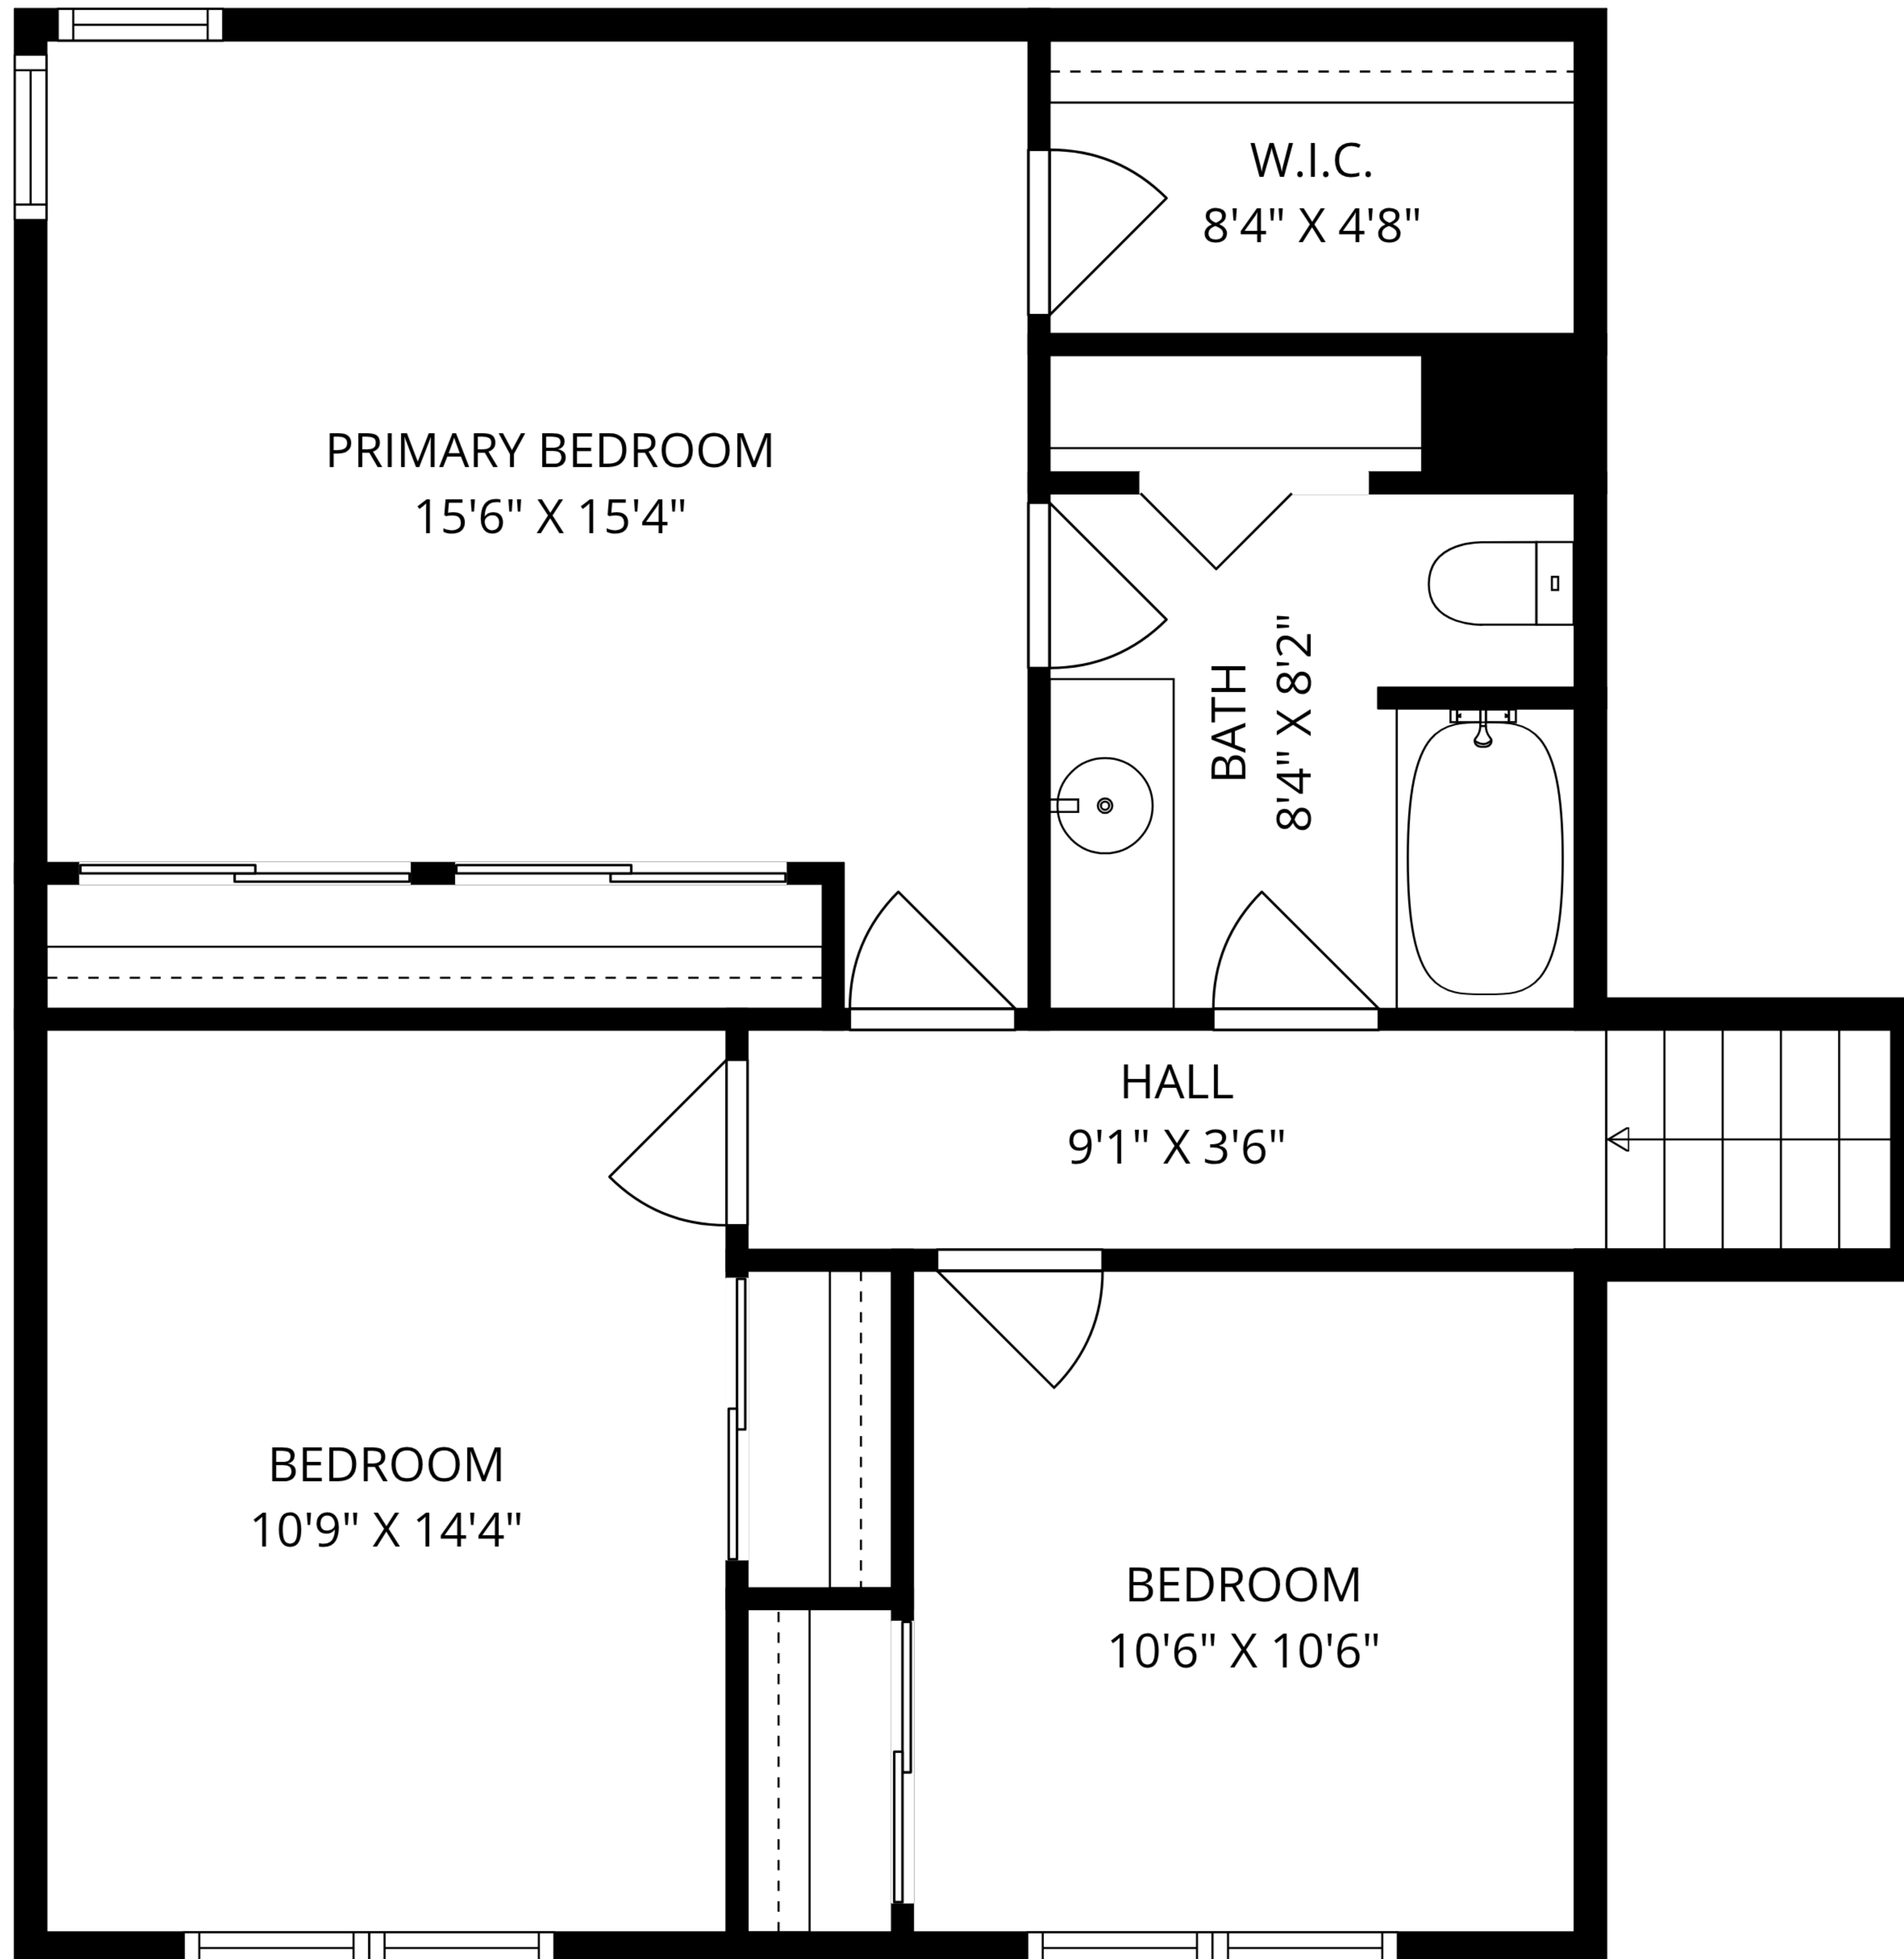 W.I.C.
8'4" X 4'8"
PRIMARY BEDROOM
15'6" X 15'4"
BATH
8'4" X 8'2"
HALL
9'1" X 3'6"
BEDROOM
10'9" X 14'4"
BEDROOM
10'6" X 10'6"